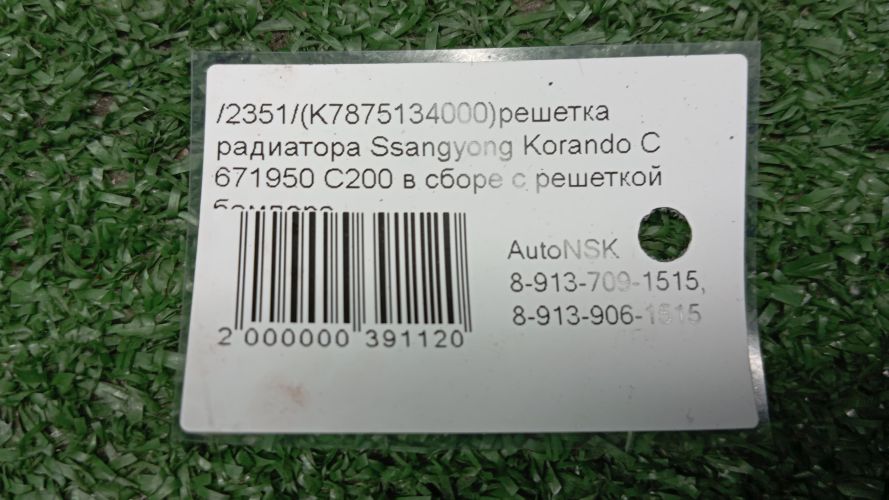 /2351/(K7875134000)решетка
радиатора Ssangyong Korando C
671950 C200 в сборе с решеткой
AutoNSK
8-913-709-1515,
8-913-906-1515
2 000000 391120